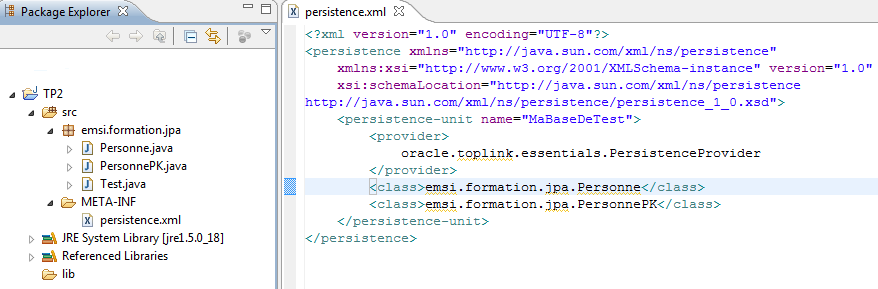 Package Explorer
TP2
src
emsi.formation.jpa
Personne.java
PersonnePK.java
Test.java
META-INF
persistence.xml
JRE System Library [jre1.5.0_18]
Referenced Libraries
lib
persistence.xml
<?xml version="1.0" encoding="UTF-8"?>
<persistence xmlns="http://java.sun.com/xml/ns/persistence"
xmlns:xsi="http://www.w3.org/2001/XMLSchema-instance" version="1.0"
xsi:schemaLocation="http://java.sun.com/xml/ns/persistence
http://java.sun.com/xml/ns/persistence/persistence_1_0.xsd">
<persistence-unit name="MaBaseDeTest">
<provider>
oracle.toplink.essentials.PersistenceProvider
</provider>
<class>emsi.formation.jpa.Personne</class>
<class>emsi.formation.jpa.PersonnePK</class>
</persistence-unit>
</persistence>